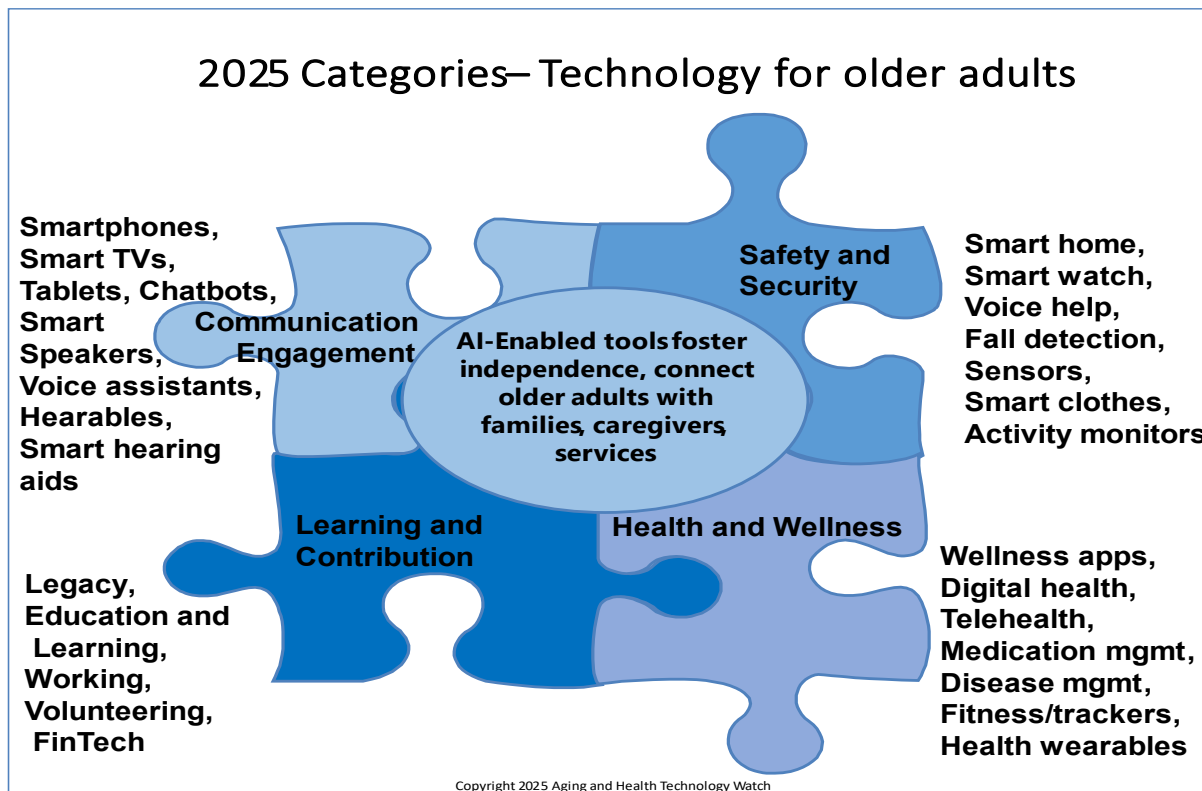 2025 Categories– Technology for older adults
Smartphones,
Smart TVs,
Tablets, Chatbots,
Smart
Speakers,
Voice assistants,
Hearables,
Smart hearing
aids
Communication
Engagement
Safety and
Security
Smart home,
Smart watch,
Voice help,
Fall detection,
Sensors,
Smart clothes,
Activity monitors
AI-Enabled tools foster
independence, connect
older adults with
families, caregivers,
services
Learning and
Contribution
Health and Wellness
Legacy,
Education and
Learning,
Working,
Volunteering,
FinTech
Wellness apps,
Digital health,
Telehealth,
Medication mgmt,
Disease mgmt,
Fitness/trackers,
Health wearables
Copyright 2025 Aging and Health Technology Watch